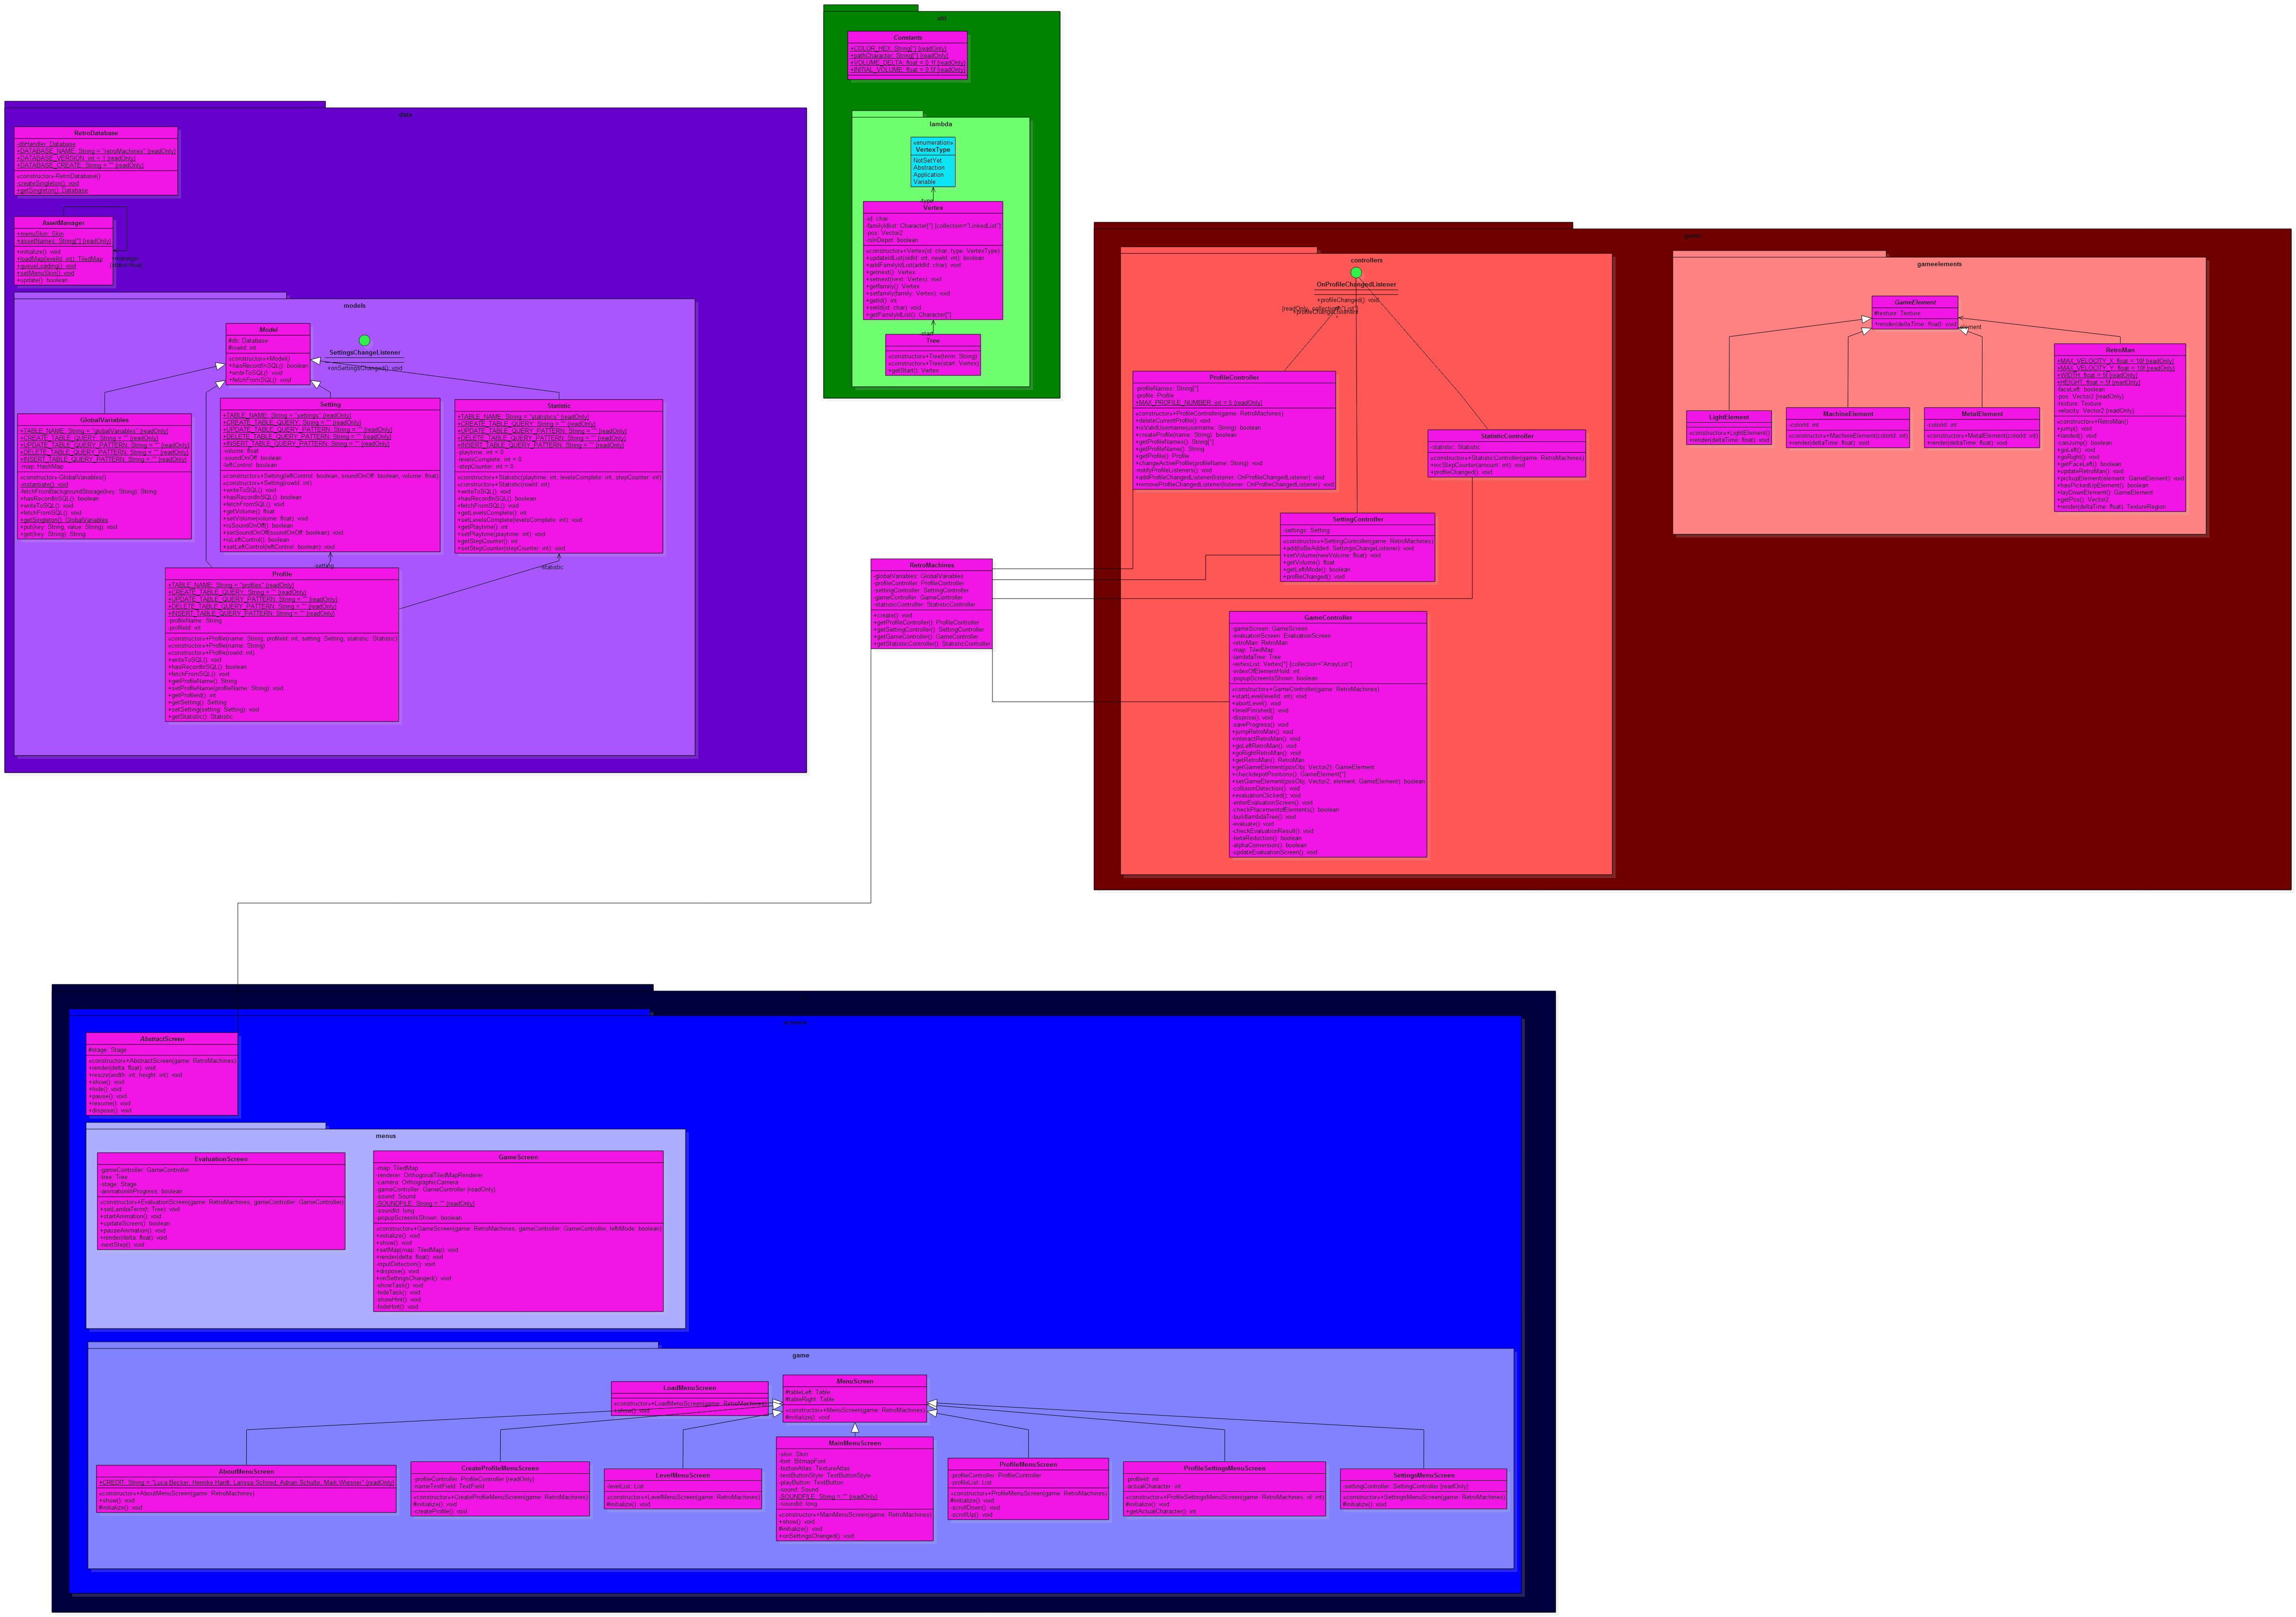 util
Constants
+COLOR_HEX: String[*] {readOnly}
+pathCharacter: String[*] {readOnly}
+VOLUME_DELTA: float = 0.1f {readOnly}
+INITIAL_VOLUME: float = 0.5f {readOnly}
lambda
«enumeration»
VertexType
NotSetYet
Abstraction
Application
Variable
-type
Vertex
-id: char
-familyIdlist: Character[*] {collection="LinkedList"}
-pos: Vector2
-isInDepot: boolean
«constructor»+Vertex(id: char, type: VertexType)
+updateIdList(oldId: int, newId: int): boolean
+addFamilyIdList(addId: char): void
+getnext(): Vertex
+setnext(next: Vertex): void
+getfamily(): Vertex
+setfamily(family: Vertex): void
+getId(): int
+setId(id: char): void
+getFamilyIdList(): Character[*]
-start
Tree
«constructor»+Tree(term: String)
«constructor»+Tree(start: Vertex)
+getStart(): Vertex
data
RetroDatabase
-dbHandler: Database
+DATABASE_NAME: String = "retroMachines" {readOnly}
+DATABASE_VERSION: int = 1 {readOnly}
+DATABASE_CREATE: String = "" {readOnly}
«constructor»-RetroDatabase()
-createSingleton(): void
+getSingleton(): Database
AssetManager
+menuSkin: Skin
+assetNames: String[*] {readOnly}
+initialize(): void
+loadMap(levelId: int): TiledMap
+queueLoading(): void
+setMenuSkin(): void
+update(): boolean
models
Model
#db: Database
#rowId: int
«constructor»+Model()
+hasRecordInSQL(): boolean
+writeToSQL(): void
+fetchFromSQL(): void
SettingsChangeListener
+onSettingsChanged(): void
GlobalVariables
+TABLE_NAME: String = "globalVariables" {readOnly}
+CREATE_TABLE_QUERY: String = "" {readOnly}
+UPDATE_TABLE_QUERY_PATTERN: String = "" {readOnly}
+DELETE_TABLE_QUERY_PATTERN: String = "" {readOnly}
+INSERT_TABLE_QUERY_PATTERN: String = "" {readOnly}
-map: HashMap
«constructor»-GlobalVariables()
-instantiate(): void
-fetchFromBackgroundStorage(key: String): String
+hasRecordInSQL(): boolean
+writeToSQL(): void
+fetchFromSQL(): void
+getSingleton(): GlobalVariables
+put(key: String, value: String): void
+get(key: String): String
Setting
+TABLE_NAME: String = "settings" {readOnly}
+CREATE_TABLE_QUERY: String = "" {readOnly}
+UPDATE_TABLE_QUERY_PATTERN: String = "" {readOnly}
+DELETE_TABLE_QUERY_PATTERN: String = "" {readOnly}
+INSERT_TABLE_QUERY_PATTERN: String = "" {readOnly}
-volume: float
-soundOnOff: boolean
-leftControl: boolean
«constructor»+Setting(leftControl: boolean, soundOnOff: boolean, volume: float)
«constructor»+Setting(rowId: int)
+writeToSQL(): void
+hasRecordInSQL(): boolean
+fetchFromSQL(): void
+getVolume(): float
+setVolume(volume: float): void
+isSoundOnOff(): boolean
+setSoundOnOff(soundOnOff: boolean): void
+isLeftControl(): boolean
+setLeftControl(leftControl: boolean): void
Statistic
+TABLE_NAME: String = "statistics" {readOnly}
+CREATE_TABLE_QUERY: String = "" {readOnly}
+UPDATE_TABLE_QUERY_PATTERN: String = "" {readOnly}
+DELETE_TABLE_QUERY_PATTERN: String = "" {readOnly}
+INSERT_TABLE_QUERY_PATTERN: String = "" {readOnly}
-playtime: int = 0
-levelsComplete: int = 0
-stepCounter: int = 0
«constructor»+Statistic(playtime: int, levelsComplete: int, stepCounter: int)
«constructor»+Statistic(rowId: int)
+writeToSQL(): void
+hasRecordInSQL(): boolean
+fetchFromSQL(): void
+getLevelsComplete(): int
+setLevelsComplete(levelsComplete: int): void
+getPlaytime(): int
+setPlaytime(playtime: int): void
+getStepCounter(): int
+setStepCounter(stepCounter: int): void
-setting
-statistic
Profile
+TABLE_NAME: String = "profiles" {readOnly}
+CREATE_TABLE_QUERY: String = "" {readOnly}
+UPDATE_TABLE_QUERY_PATTERN: String = "" {readOnly}
+DELETE_TABLE_QUERY_PATTERN: String = "" {readOnly}
+INSERT_TABLE_QUERY_PATTERN: String = "" {readOnly}
-profileName: String
-profileId: int
«constructor»+Profile(name: String, profileId: int, setting: Setting, statistic: Statistic)
«constructor»+Profile(name: String)
«constructor»+Profile(rowId: int)
+writeToSQL(): void
+hasRecordInSQL(): boolean
+fetchFromSQL(): void
+getProfileName(): String
+setProfileName(profileName: String): void
+getProfileId(): int
+getSetting(): Setting
+setSetting(setting: Setting): void
+getStatistic(): Statistic
RetroMachines
-globalVariables: GlobalVariables
-profileController: ProfileController
-settingController: SettingController
-gameController: GameController
-statisticController: StatisticController
+create(): void
+getProfileController(): ProfileController
+getSettingController(): SettingController
+getGameController(): GameController
+getStatisticController(): StatisticController
controllers
OnProfileChangedListener
+profileChanged(): void
ProfileController
-profileNames: String[*]
-profile: Profile
+MAX_PROFILE_NUMBER: int = 5 {readOnly}
«constructor»+ProfileController(game: RetroMachines)
+deleteCurrentProfile(): void
+isValidUsername(username: String): boolean
+createProfile(name: String): boolean
+getProfileNames(): String[*]
+getProfileName(): String
+getProfile(): Profile
+changeActiveProfile(profileName: String): void
-notifyProfileListeners(): void
+addProfileChangedListener(listener: OnProfileChangedListener): void
+removeProfileChangedListener(listener: OnProfileChangedListener): void
StatisticController
-statistic: Statistic
«constructor»+StatisticController(game: RetroMachines)
+incStepCounter(amount: int): void
+profileChanged(): void
SettingController
-settings: Setting
«constructor»+SettingController(game: RetroMachines)
+add(toBeAdded: SettingsChangeListener): void
+setVolume(newVolume: float): void
+getVolume(): float
+getLeftMode(): boolean
+profileChanged(): void
GameController
-gameScreen: GameScreen
-evaluationScreen: EvaluationScreen
-retroMan: RetroMan
-map: TiledMap
-lambdaTree: Tree
-vertexList: Vertex[*] {collection="ArrayList"}
-indexOfElementHold: int
-popupScreenIsShown: boolean
«constructor»+GameController(game: RetroMachines)
+startLevel(levelId: int): void
+abortLevel(): void
+levelFinished(): void
-dispose(): void
-saveProgress(): void
+jumpRetroMan(): void
+interactRetroMan(): void
+goLeftRetroMan(): void
+goRightRetroMan(): void
+getRetroMan(): RetroMan
+getGameElement(posObj: Vector2): GameElement
+checkdepotPositions(): GameElement[*]
+setGameElement(posObj: Vector2, element: GameElement): boolean
-collisionDetection(): void
+evaluationClicked(): void
-enterEvaluationScreen(): void
-checkPlacementofElements(): boolean
-buildlambdaTree(): void
-evaluate(): void
-checkEvaluationResult(): void
-betaReduction(): boolean
-alphaConversion(): boolean
-updateEvaluationScreen(): void
gameelements
GameElement
#texture: Texture
+render(deltaTime: float): void
LightElement
«constructor»+LightElement()
+render(deltaTime: float): void
MachineElement
-colorId: int
«constructor»+MachineElement(colorId: int)
+render(deltaTime: float): void
MetalElement
-colorId: int
«constructor»+MetalElement(colorId: int)
+render(deltaTime: float): void
RetroMan
+MAX_VELOCITY_X: float = 10f {readOnly}
+MAX_VELOCITY_Y: float = 10f {readOnly}
+WIDTH: float = 5f {readOnly}
+HEIGHT: float = 5f {readOnly}
-faceLeft: boolean
-pos: Vector2 {readOnly}
-texture: Texture
-velocity: Vector2 {readOnly}
«constructor»+RetroMan()
+jump(): void
+landed(): void
+canJump(): boolean
+goLeft(): void
+goRight(): void
+getFaceLeft(): boolean
+updateRetroMan(): void
+pickupElement(element: GameElement): void
+hasPickedUpElement(): boolean
+layDownElement(): GameElement
+getPos(): Vector2
+render(deltaTime: float): TextureRegion
AbstractScreen
#stage: Stage
«constructor»+AbstractScreen(game: RetroMachines)
+render(delta: float): void
+resize(width: int, height: int): void
+show(): void
+hide(): void
+pause(): void
+resume(): void
+dispose(): void
menus
EvaluationScreen
-gameController: GameController
-tree: Tree
-stage: Stage
-animationInProgress: boolean
«constructor»+EvaluationScreen(game: RetroMachines, gameController: GameController)
+setLambaTerm(t: Tree): void
+startAnimation(): void
+updateScreen(): boolean
+pauseAnimation(): void
+render(delta: float): void
-nextStep(): void
GameScreen
-map: TiledMap
-renderer: OrthogonalTiledMapRenderer
-camera: OrthographicCamera
-gameController: GameController {readOnly}
-sound: Sound
-SOUNDFILE: String = "" {readOnly}
-soundId: long
-popupScreenIsShown: boolean
«constructor»+GameScreen(game: RetroMachines, gameController: GameController, leftMode: boolean)
+initialize(): void
+show(): void
+setMap(map: TiledMap): void
+render(delta: float): void
-inputDetection(): void
+dispose(): void
+onSettingsChanged(): void
-showTask(): void
-hideTask(): void
-showHint(): void
-hideHint(): void
game
LoadMenuScreen
«constructor»+LoadMenuScreen(game: RetroMachines)
+show(): void
MenuScreen
#tableLeft: Table
#tableRight: Table
«constructor»+MenuScreen(game: RetroMachines)
#initialize(): void
AboutMenuScreen
+CREDIT: String = "Luca Becker, Henrike Hardt, Larissa Schmid, Adrian Schulte, Maik Wiesner" {readOnly}
«constructor»+AboutMenuScreen(game: RetroMachines)
+show(): void
#initialize(): void
CreateProfileMenuScreen
-profileController: ProfileController {readOnly}
-nameTextField: TextField
«constructor»+CreateProfileMenuScreen(game: RetroMachines)
#initialize(): void
-createProfile(): void
LevelMenuScreen
-levelList: List
«constructor»+LevelMenuScreen(game: RetroMachines)
#initialize(): void
MainMenuScreen
-skin: Skin
-font: BitmapFont
-buttonAtlas: TextureAtlas
-textButtonStyle: TextButtonStyle
-playButton: TextButton
-sound: Sound
-SOUNDFILE: String = "" {readOnly}
-soundId: long
«constructor»+MainMenuScreen(game: RetroMachines)
+show(): void
#initialize(): void
+onSettingsChanged(): void
ProfileMenuScreen
-profileController: ProfileController
-profileList: List
«constructor»+ProfileMenuScreen(game: RetroMachines)
#initialize(): void
-scrollDown(): void
-scrollUp(): void
ProfileSettingsMenuScreen
-profileId: int
-actualCharacter: int
«constructor»+ProfileSettingsMenuScreen(game: RetroMachines, id: int)
#initialize(): void
+getActualCharacter(): int
SettingsMenuScreen
-settingController: SettingController {readOnly}
«constructor»+SettingsMenuScreen(game: RetroMachines)
#initialize(): void